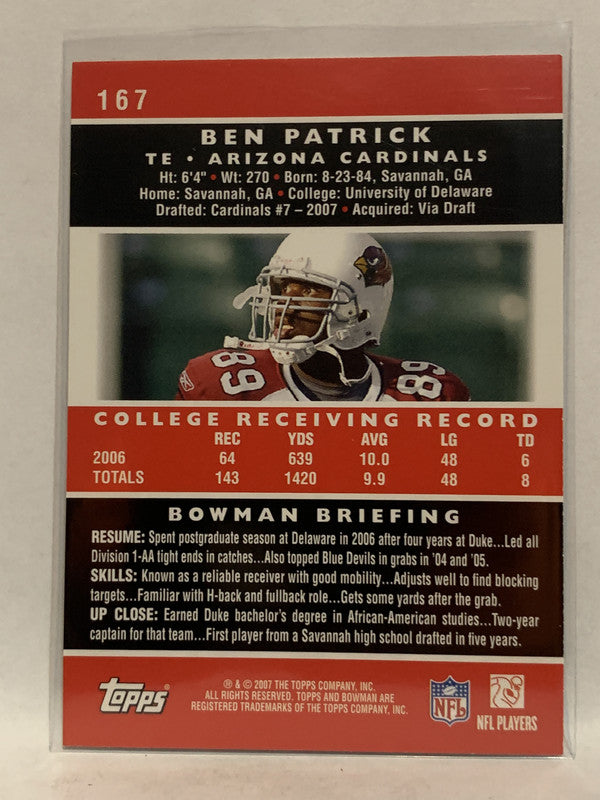 167
BEN PATRICK
TE • ARIZONA CARDINALS
Ht: 6'4" • Wt: 270 • Born: 8-23-84, Savannah, GA
Home: Savannah, GA • College: University of Delaware
Drafted: Cardinals #7 – 2007 • Acquired: Via Draft
89 89
COLLEGE RECEIVING RECORD
REC YDS AVG LG TD
2006 64 639 10.0 48 6
TOTALS 143 1420 9.9 48 8
BOWMAN BRIEFING
RESUME: Spent postgraduate season at Delaware in 2006 after four years at Duke...Led all
Division 1-AA tight ends in catches...Also topped Blue Devils in grabs in '04 and '05.
SKILLS: Known as a reliable receiver with good mobility...Adjusts well to find blocking
targets...Familiar with H-back and fullback role...Gets some yards after the grab.
UP CLOSE: Earned Duke bachelor's degree in African-American studies...Two-year
captain for that team...First player from a Savannah high school drafted in five years.
® & © 2007 THE TOPPS COMPANY, INC.
ALL RIGHTS RESERVED. TOPPS AND BOWMAN ARE
REGISTERED TRADEMARKS OF THE TOPPS COMPANY, INC.
topps
NFL
NFL PLAYERS